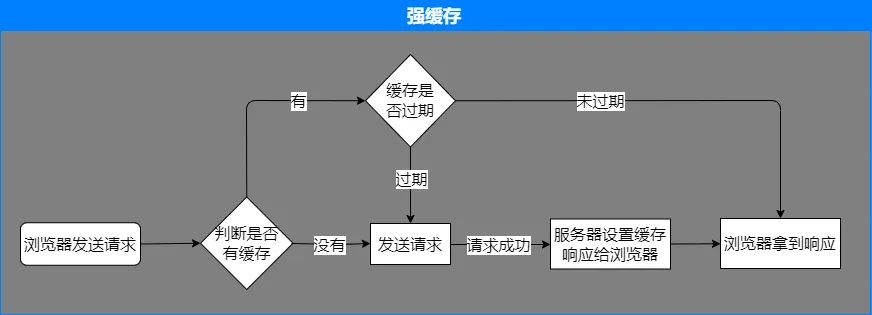 强缓存
有
缓存是
否过期
未过期
过期
浏览器发送请求
判断是否
有缓存
没有
发送请求
请求成功
服务器设置缓存
响应给浏览器
浏览器拿到响应